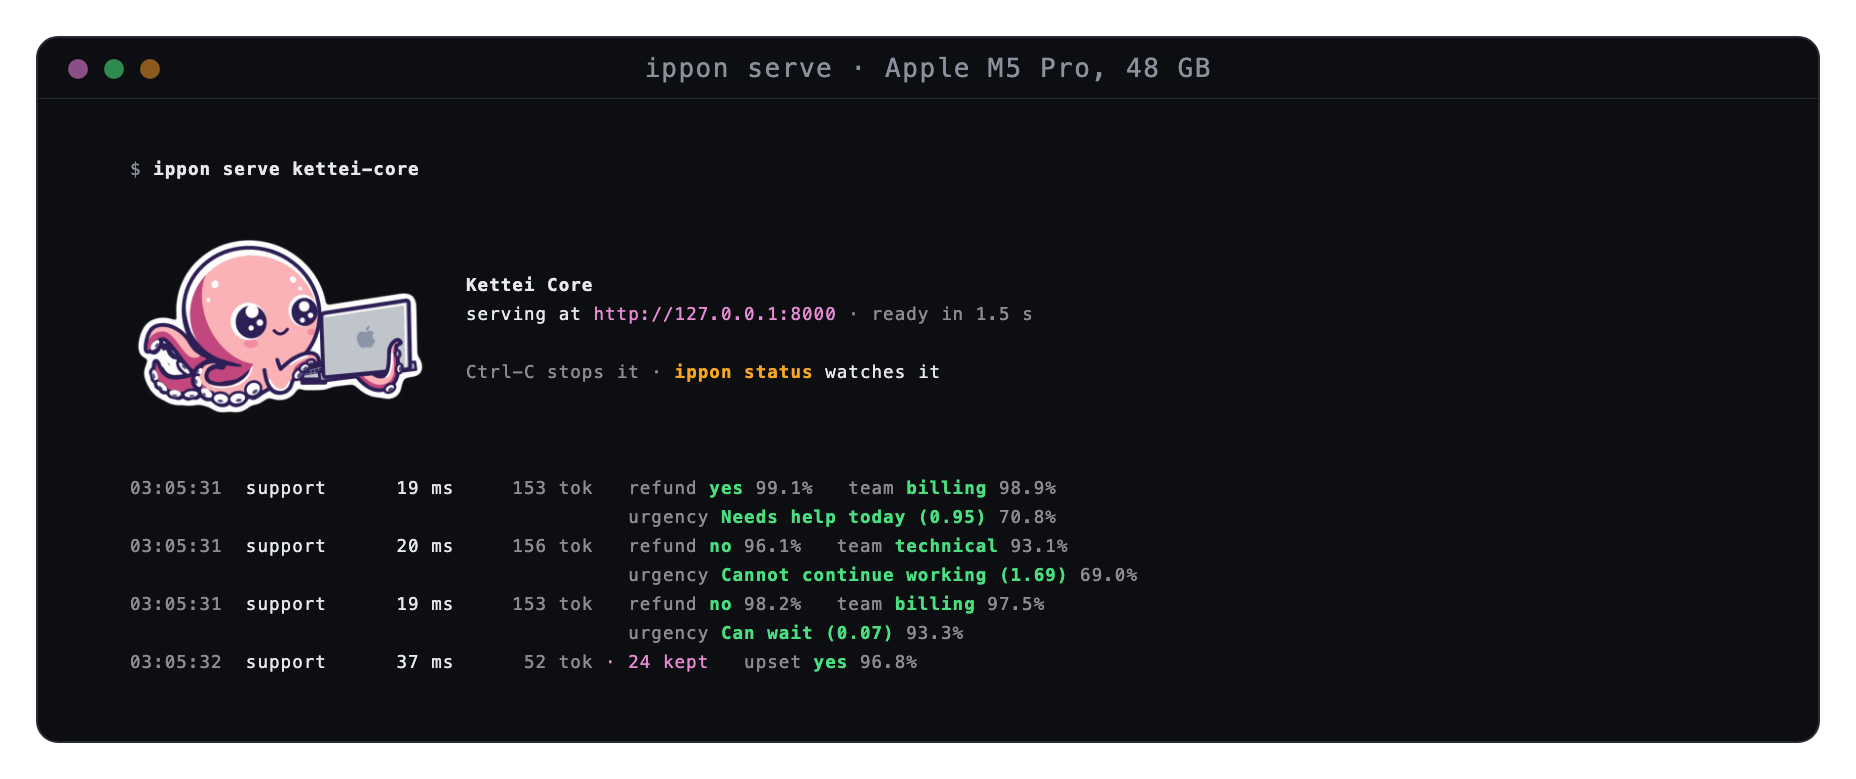 ippon serve · Apple M5 Pro, 48 GB
$ ippon serve kettei-core
Kettei Core
serving at http://127.0.0.1:8000 · ready in 1.5 s
Ctrl-C stops it · ippon status watches it
03:05:31 support 19 ms 153 tok refund yes 99.1% team billing 98.9%
urgency Needs help today (0.95) 70.8%
03:05:31 support 20 ms 156 tok refund no 96.1% team technical 93.1%
urgency Cannot continue working (1.69) 69.0%
03:05:31 support 19 ms 153 tok refund no 98.2% team billing 97.5%
urgency Can wait (0.07) 93.3%
03:05:32 support 37 ms 52 tok · 24 kept upset yes 96.8%